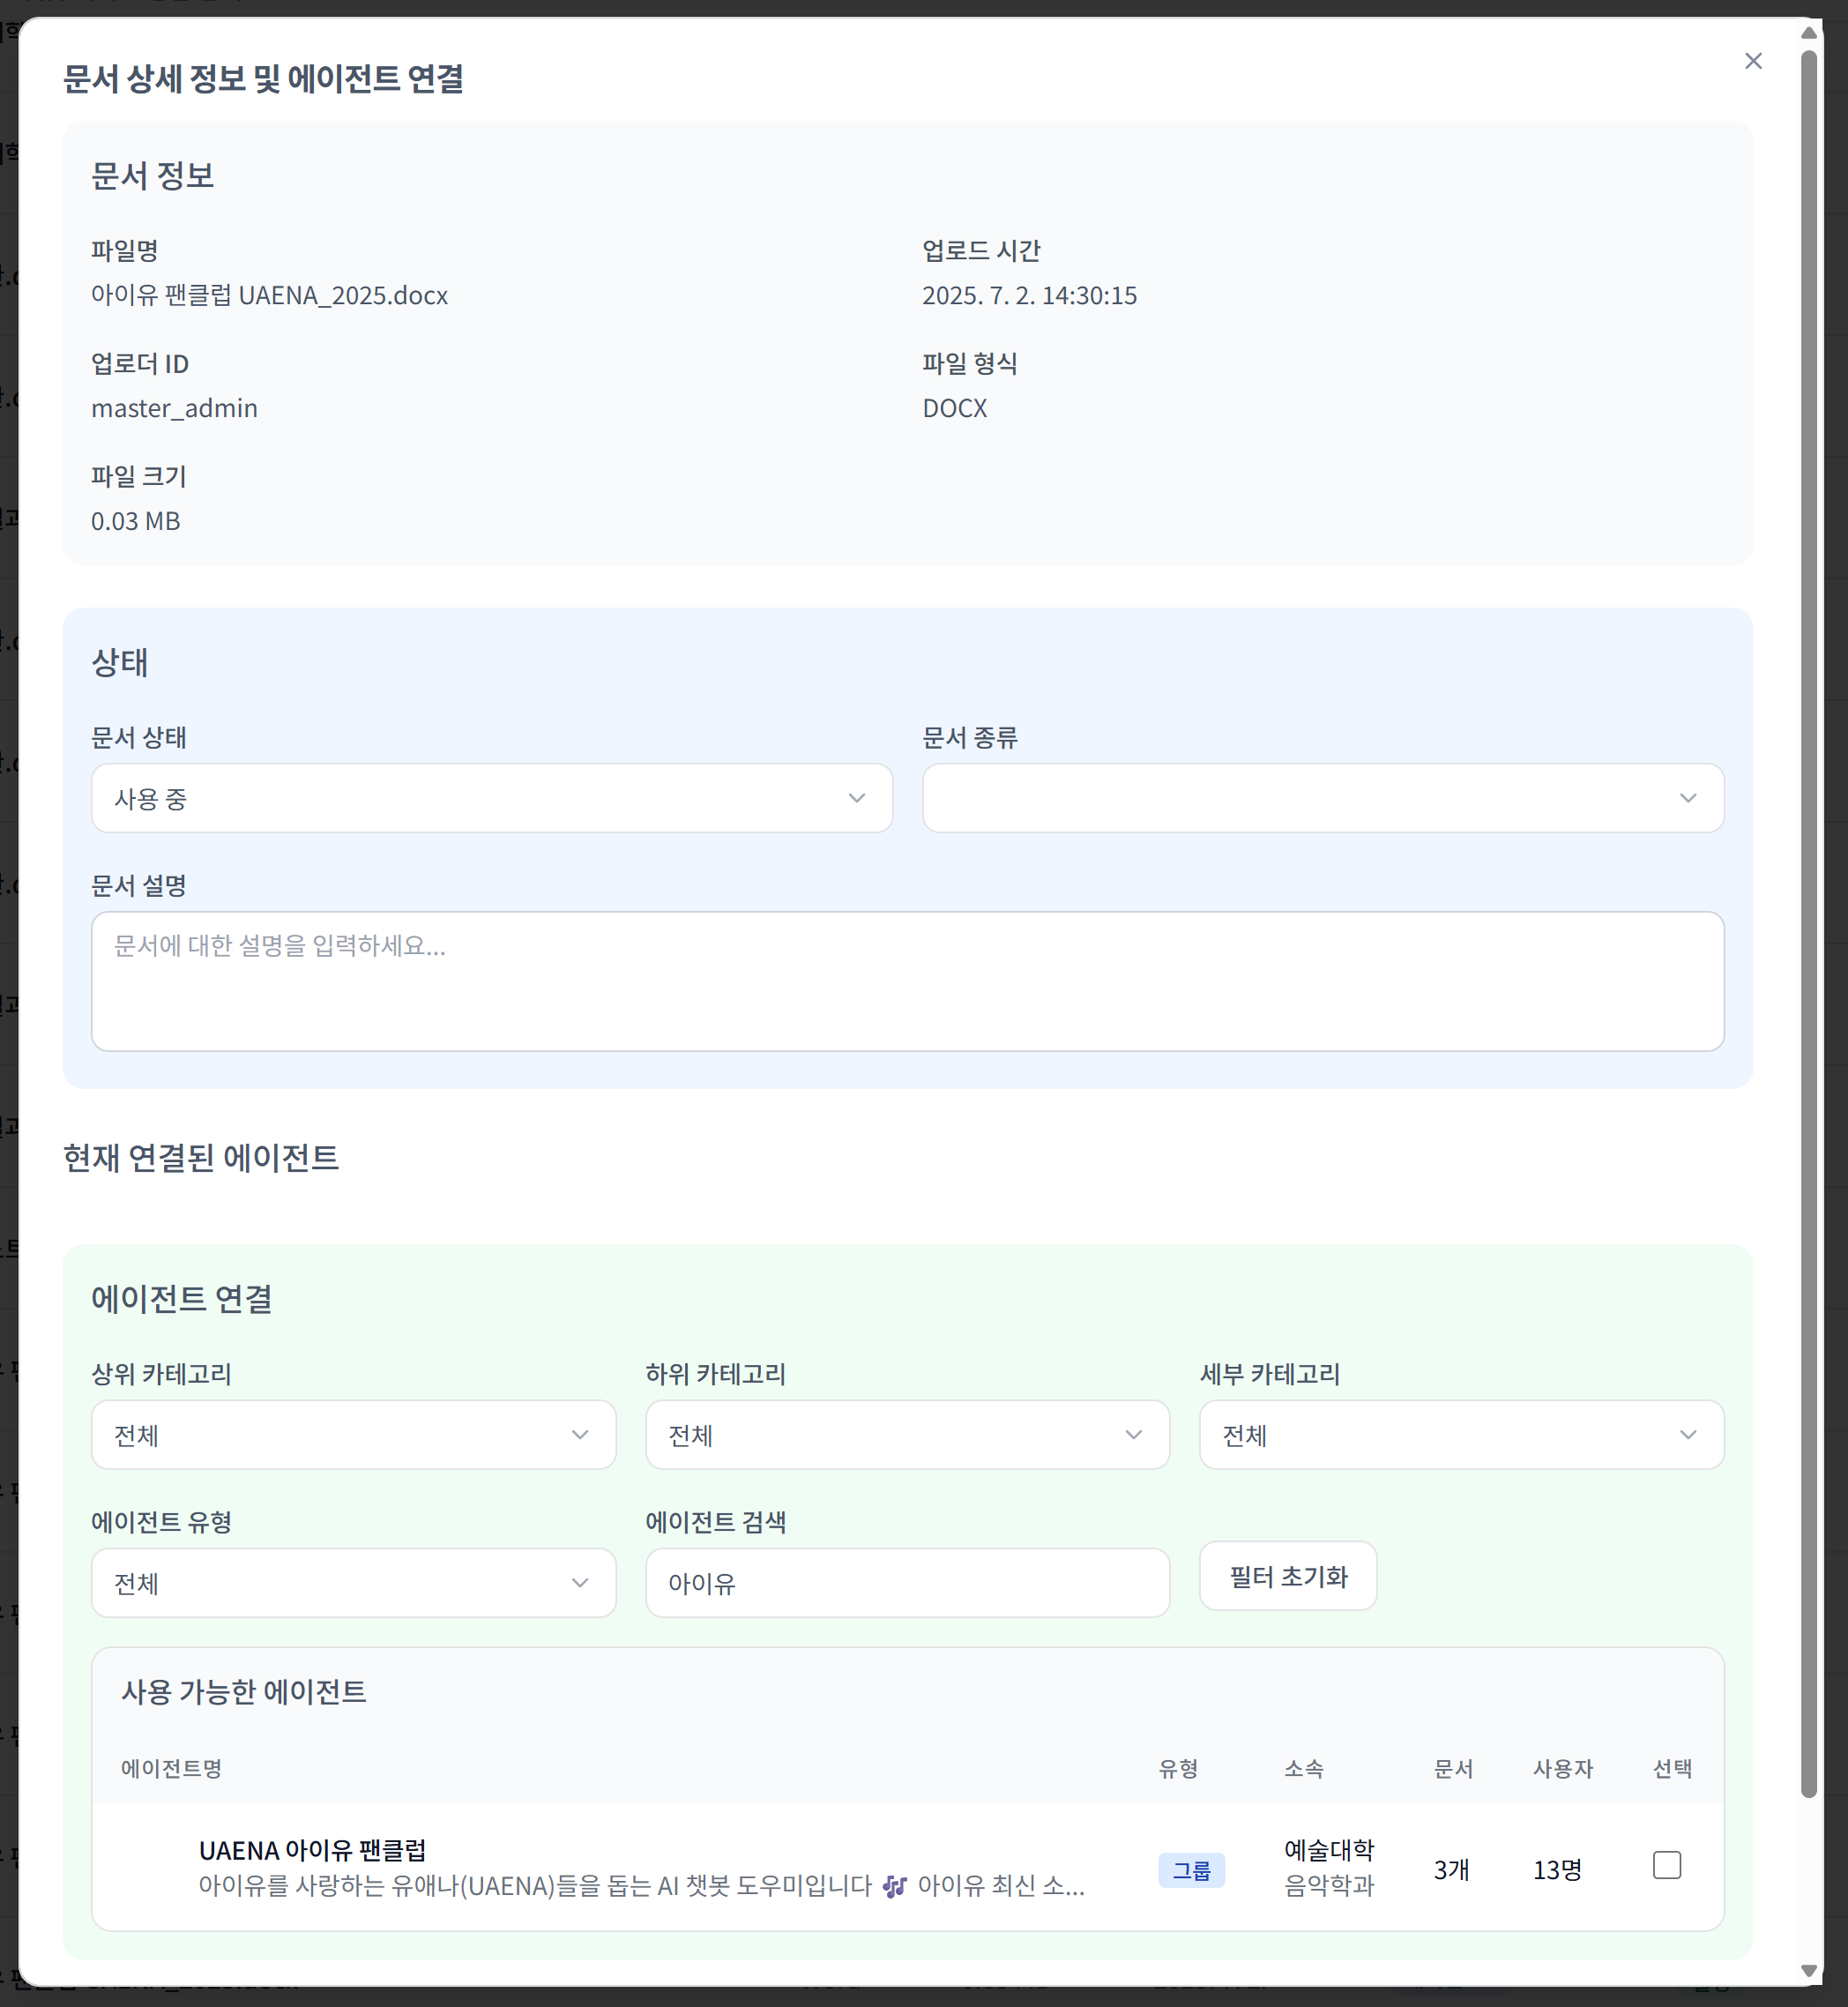 문서 상세 정보 및 에이전트 연결
문서 정보
파일명
업로드 시간
아이유 팬클럽 UAENA_2025.docx
2025. 7. 2. 14:30:15
업로더 ID
파일 형식
master_admin
DOCX
파일 크기
0.03 MB
상태
문서 상태
문서 종류
사용 중
문서 설명
문서에 대한 설명을 입력하세요...
현재 연결된 에이전트
에이전트 연결
상위 카테고리
하위 카테고리
세부 카테고리
전체
전체
전체
에이전트 유형
에이전트 검색
전체
아이유
필터 초기화
사용 가능한 에이전트
에이전트명 유형 소속 문서 사용자 선택
UAENA 아이유 팬클럽
아이유를 사랑하는 유애나(UAENA)들을 돕는 AI 챗봇 도우미입니다 🎶 아이유 최신 소...
그룹
예술대학
음악학과
3개
13명